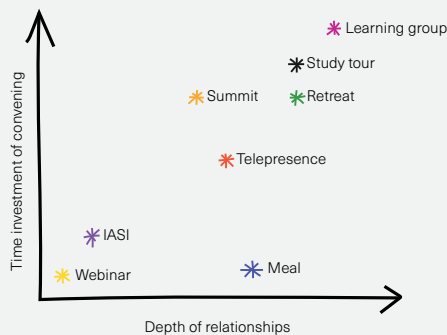 Learning group
Study tour
Summit
Retreat
Telepresence
IASI
Meal
Webinar
Time investment of convening
Depth of relationships